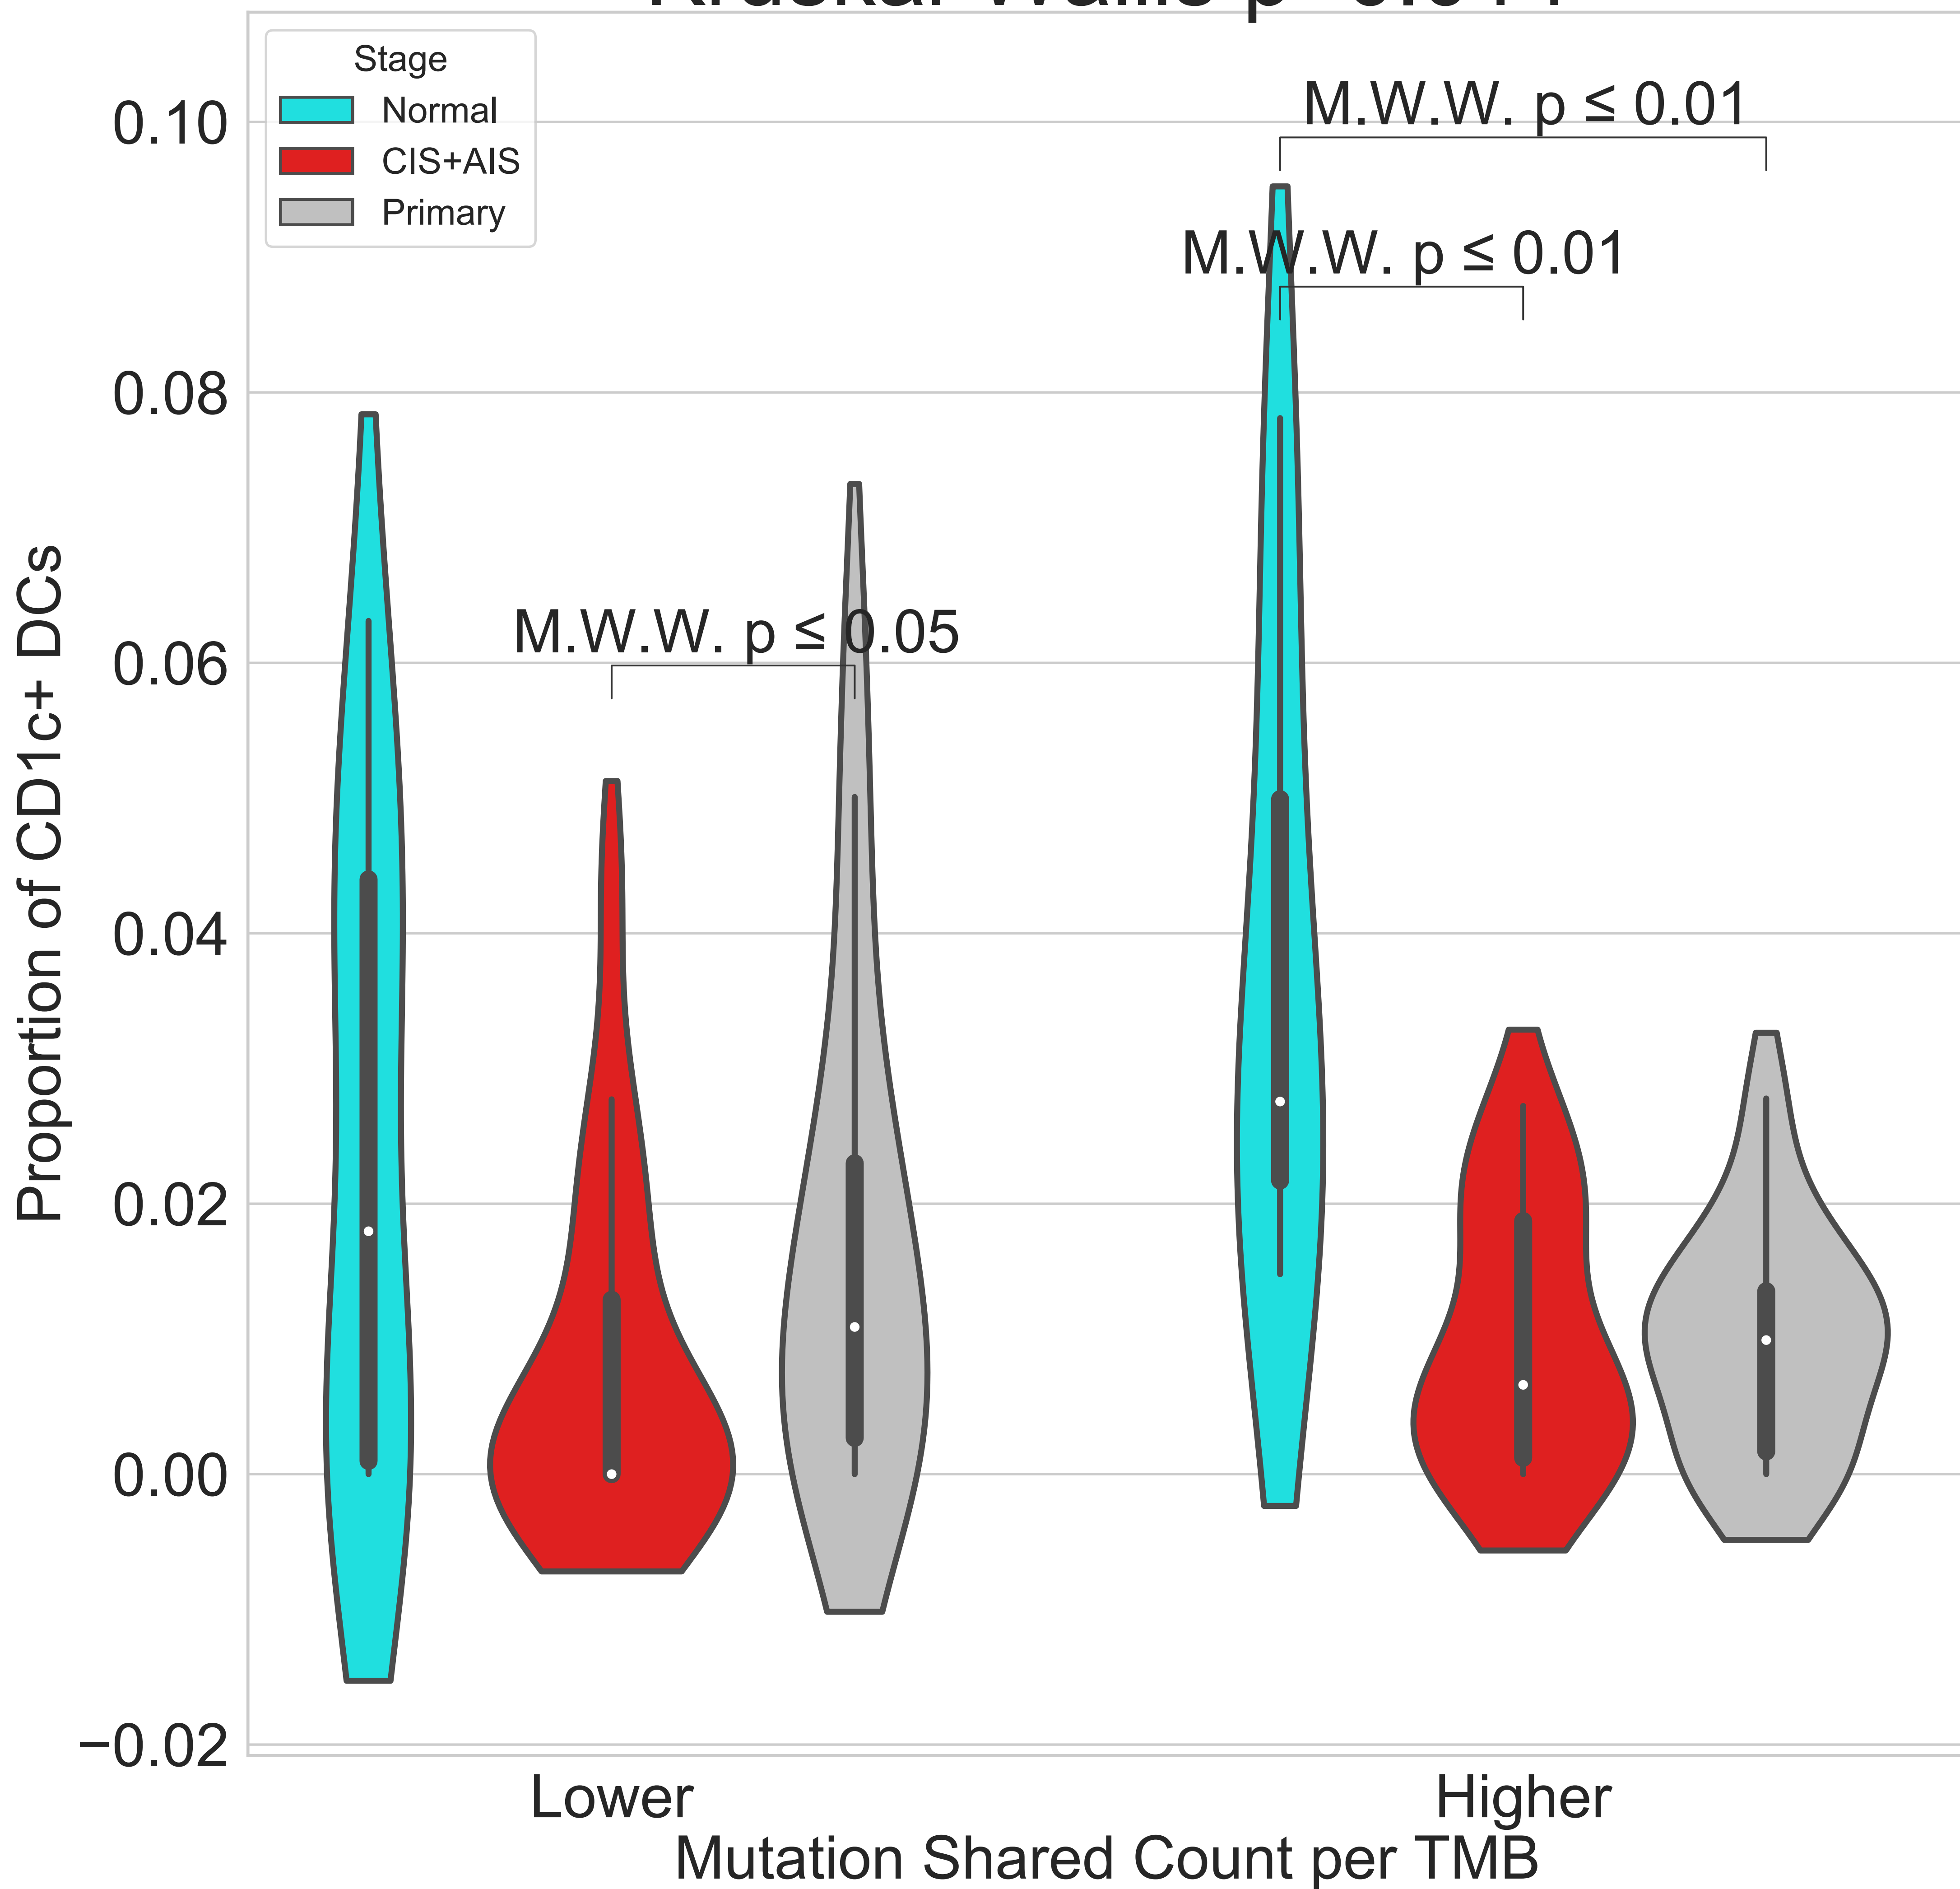 Stage
Normal
CIS+AIS
Primary
M.W.W. p ≤ 0.01
M.W.W. p ≤ 0.01
M.W.W. p ≤ 0.05
0.10
0.08
0.06
0.04
0.02
0.00
−0.02
Proportion of CD1c+ DCs
Lower
Higher
Mutation Shared Count per TMB